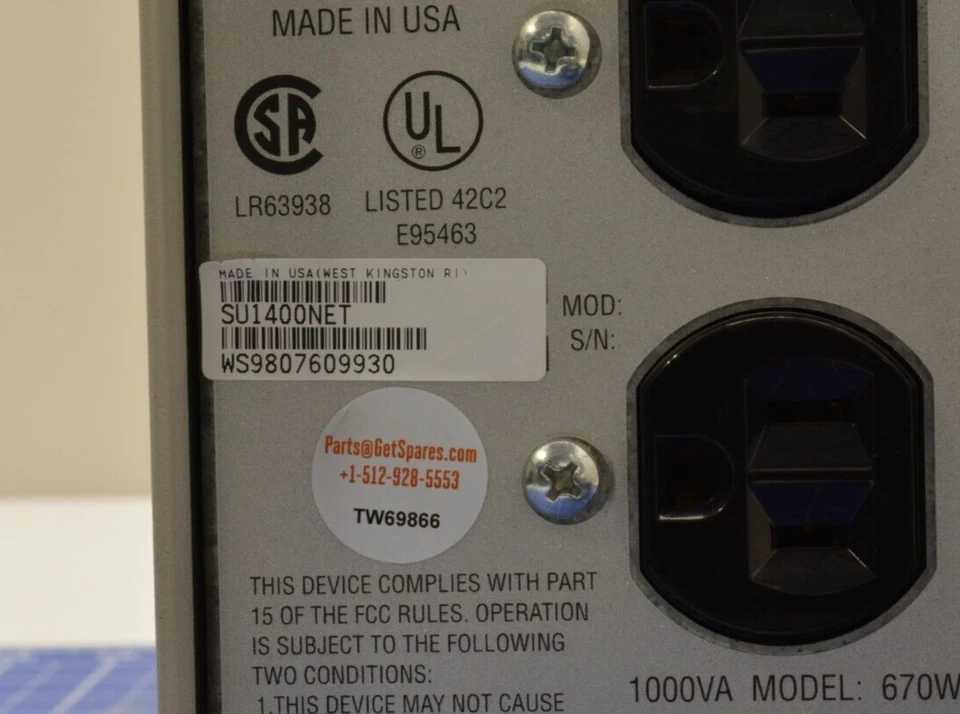 MADE IN USA
CSA
UL
®
LR63938
LISTED 42C2
E95463
MADE IN USA(WEST KINGSTON RI)
SU1400NET
WS9807609930
MOD:
S/N:
Parts@GetSpares.com
+1-512-928-5553
TW69866
THIS DEVICE COMPLIES WITH PART
15 OF THE FCC RULES. OPERATION
IS SUBJECT TO THE FOLLOWING
TWO CONDITIONS:
1.THIS DEVICE MAY NOT CAUSE
1000VA MODEL: 670W